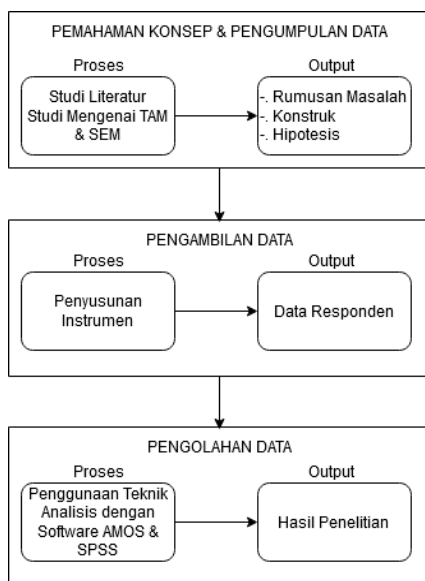 PEMAHAMAN KONSEP & PENGUMPULAN DATA
Proses
Output
Studi Literatur
Studi Mengenai TAM
& SEM
-. Rumusan Masalah
-. Konstruk
-. Hipotesis
PENGAMBILAN DATA
Proses
Output
Penyusunan
Instrumen
Data Responden
PENGOLAHAN DATA
Proses
Output
Penggunaan Teknik
Analisis dengan
Software AMOS &
SPSS
Hasil Penelitian